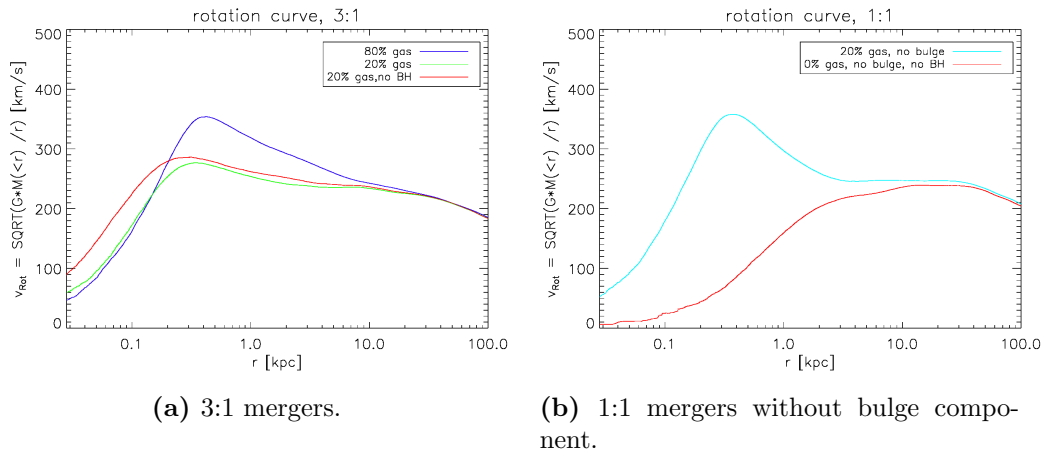 rotation curve, 3:1
500
400
300
200
100
0
v_Rot = SQRT(G*M(<r) /r) [km/s]
80% gas
20% gas
20% gas,no BH
0.1
1.0
10.0
100.0
r [kpc]
(a) 3:1 mergers.
rotation curve, 1:1
500
400
300
200
100
0
v_Rot = SQRT(G*M(<r) /r) [km/s]
20% gas, no bulge
0% gas, no bulge, no BH
0.1
1.0
10.0
100.0
r [kpc]
(b) 1:1 mergers without bulge compo-
nent.